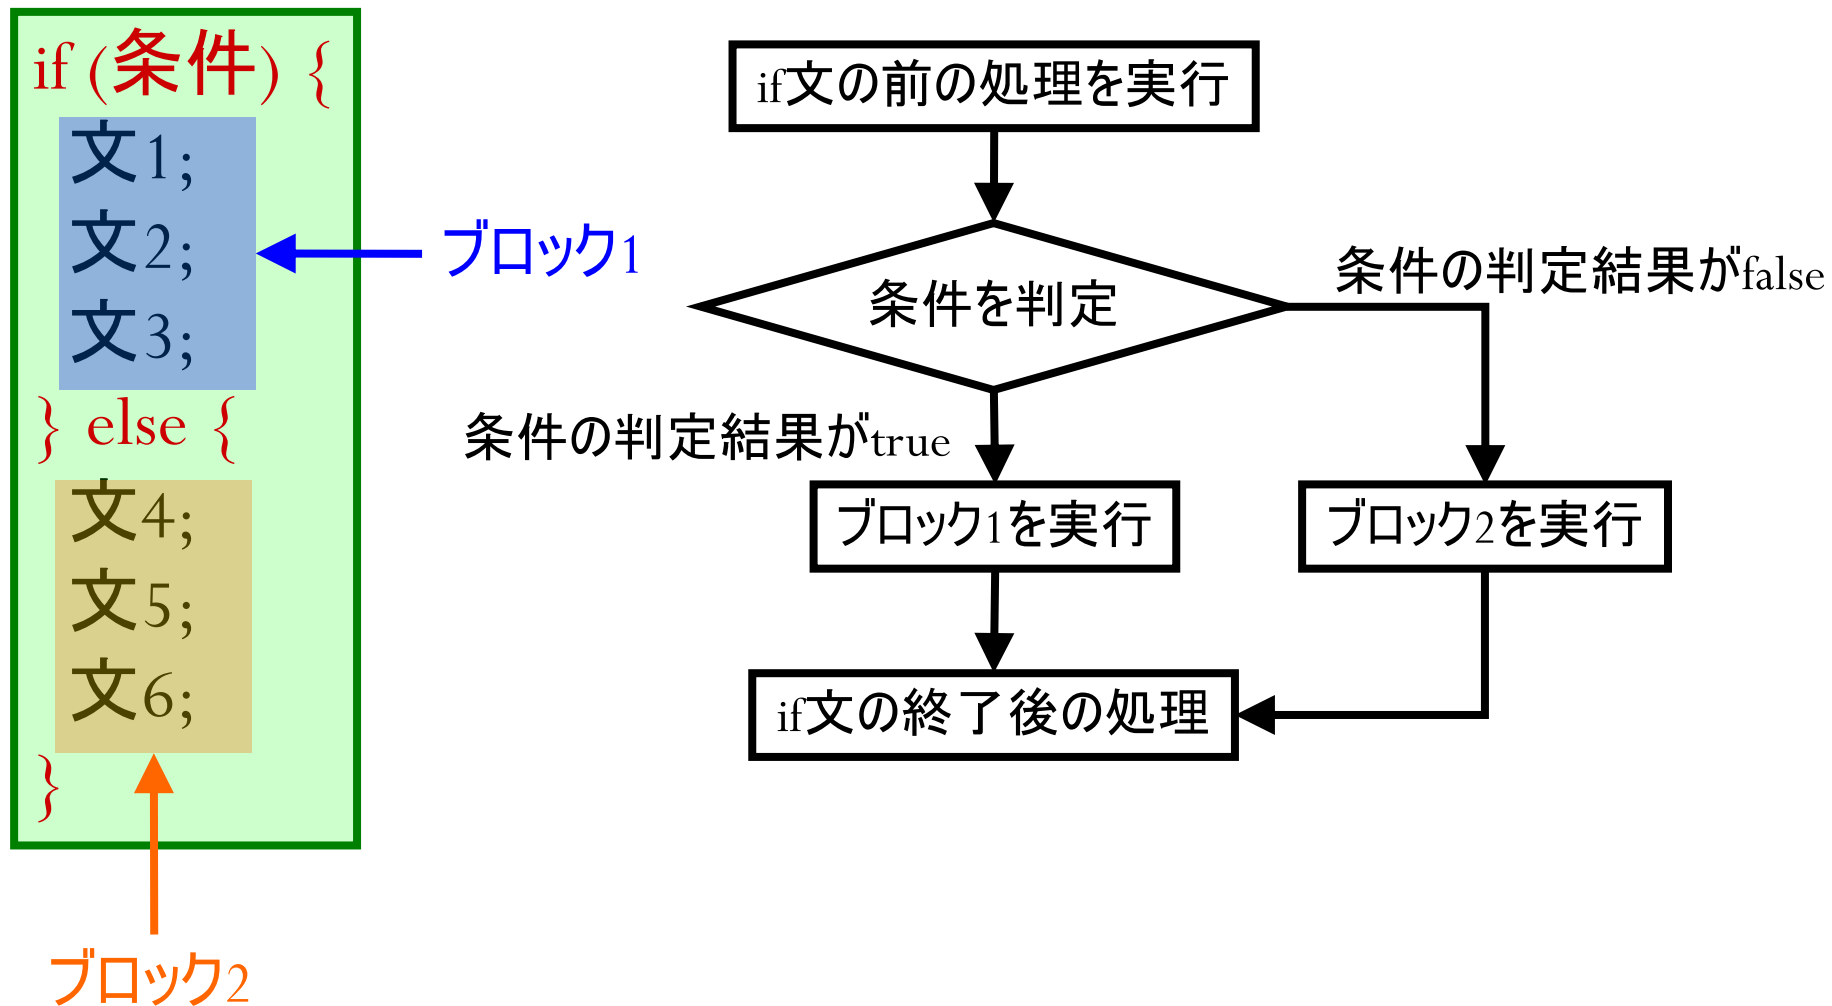 if (条件) {
文1;
文2;
文3;
} else {
文4;
文5;
文6;
}
ブロック1
ブロック2
if文の前の処理を実行
条件を判定
条件の判定結果がfalse
条件の判定結果がtrue
ブロック1を実行
ブロック2を実行
if文の終了後の処理